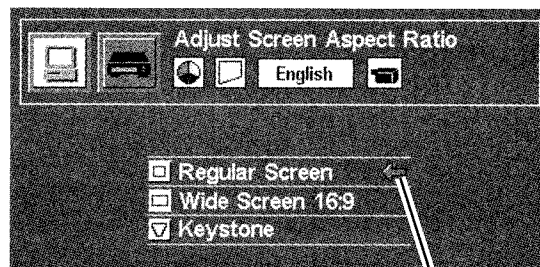 Adjust Screen Aspect Ratio
English
Regular Screen
Wide Screen 16:9
Keystone